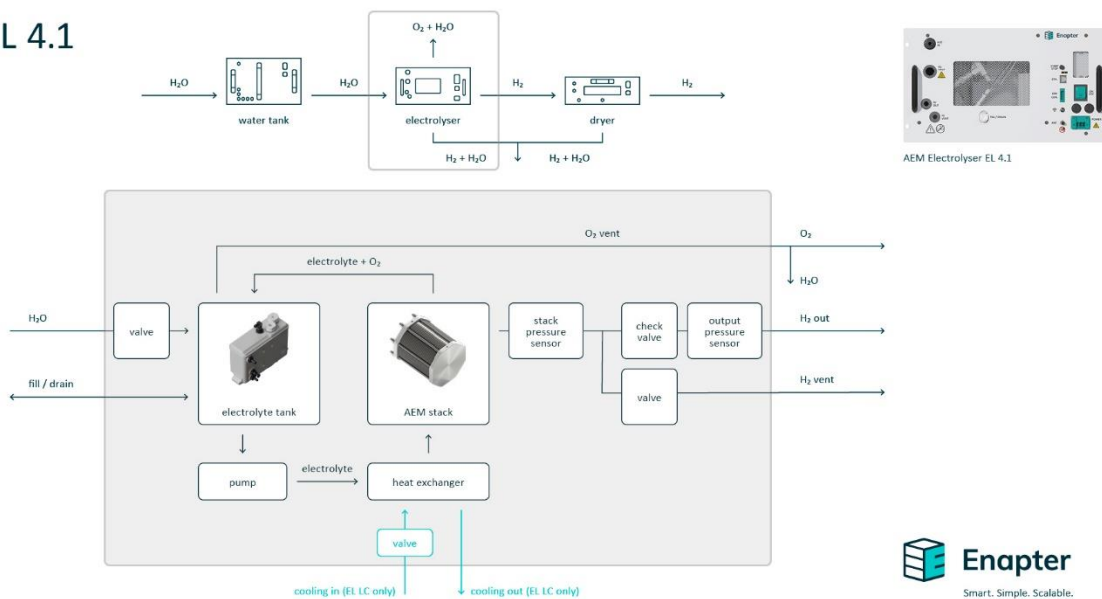 L 4.1
O₂ + H₂O
H₂O
H₂O
H₂
H₂
water tank
electrolyser
dryer
H₂ + H₂O
H₂ + H₂O
Enapter
AEM Electrolyser EL 4.1
O₂ vent
O₂
electrolyte + O₂
H₂O
H₂O
valve
stack
pressure
sensor
check
valve
output
pressure
sensor
H₂ out
fill / drain
H₂ vent
valve
electrolyte tank
AEM stack
pump
electrolyte
heat exchanger
valve
cooling in (EL LC only)
cooling out (EL LC only)
Enapter
Smart. Simple. Scalable.